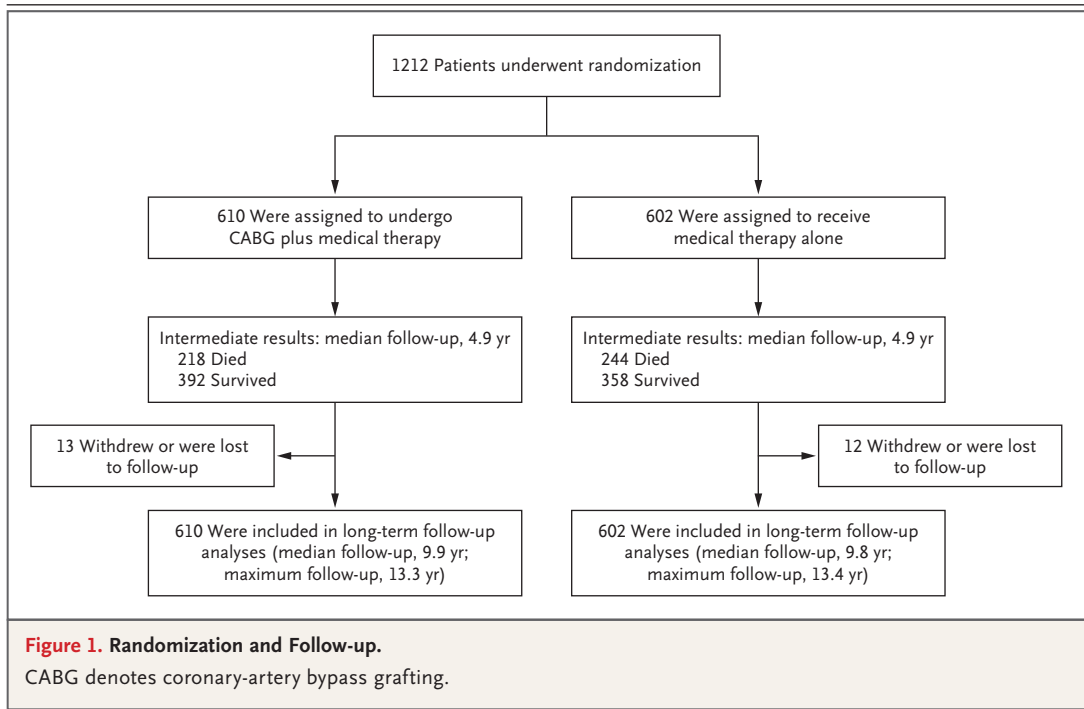 1212 Patients underwent randomization
610 Were assigned to undergo
CABG plus medical therapy
602 Were assigned to receive
medical therapy alone
Intermediate results: median follow-up, 4.9 yr
218 Died
392 Survived
Intermediate results: median follow-up, 4.9 yr
244 Died
358 Survived
13 Withdrew or were lost
to follow-up
12 Withdrew or were lost
to follow-up
610 Were included in long-term follow-up
analyses (median follow-up, 9.9 yr;
maximum follow-up, 13.3 yr)
602 Were included in long-term follow-up
analyses (median follow-up, 9.8 yr;
maximum follow-up, 13.4 yr)
Figure 1. Randomization and Follow-up.
CABG denotes coronary-artery bypass grafting.